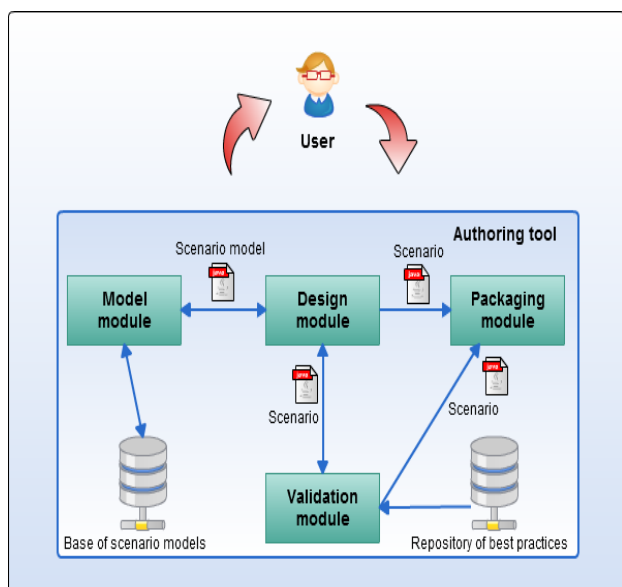 User
Authoring tool
Scenario model
Scenario
java
java
Model
module
Design
module
Packaging
module
java
Scenario
java
Scenario
Validation
module
Base of scenario models
Repository of best practices